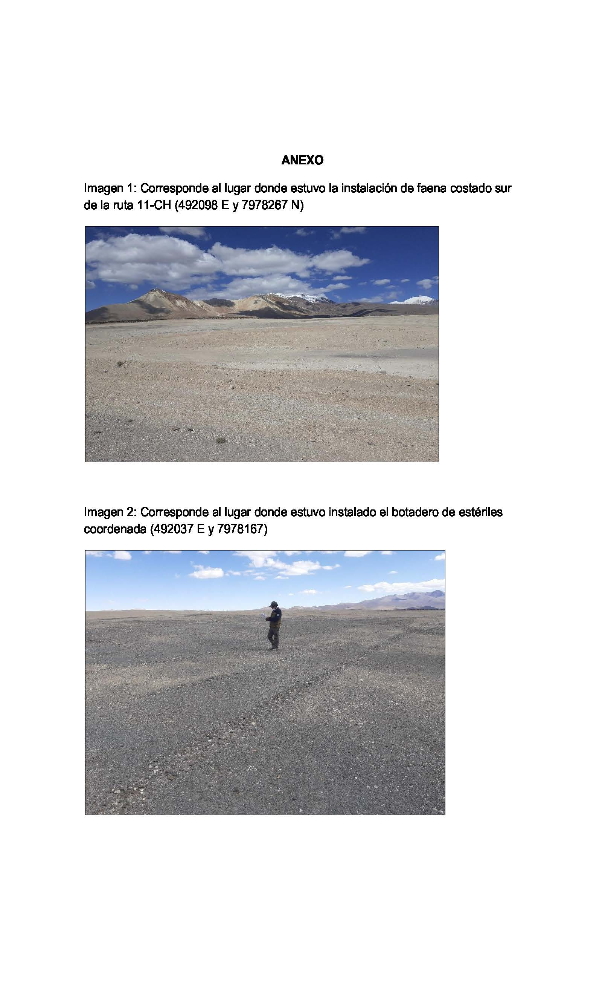 ANEXO
Imagen 1: Corresponde al lugar donde estuvo la instalación de faena costado sur
de la ruta 11-CH (492098 E y 7978267 N)
Imagen 2: Corresponde al lugar donde estuvo instalado el botadero de estériles
coordenada (492037 E y 7978167)